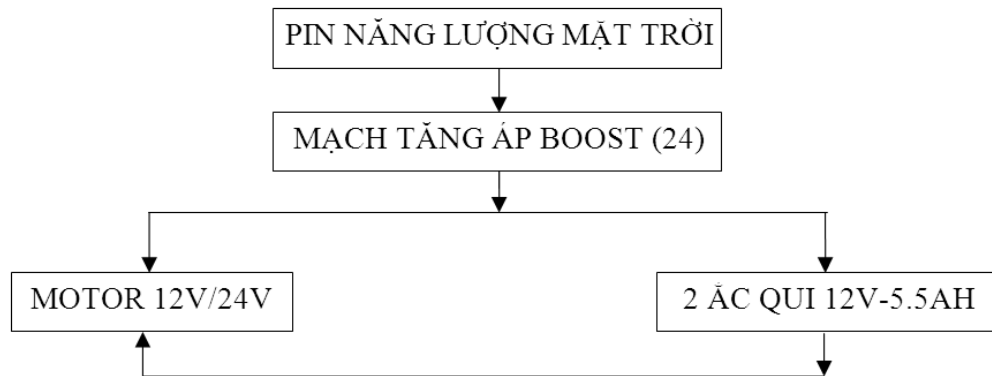 PIN NĂNG LƯỢNG MẶT TRỜI
MẠCH TĂNG ÁP BOOST (24)
MOTOR 12V/24V
2 ẮC QUI 12V-5.5AH